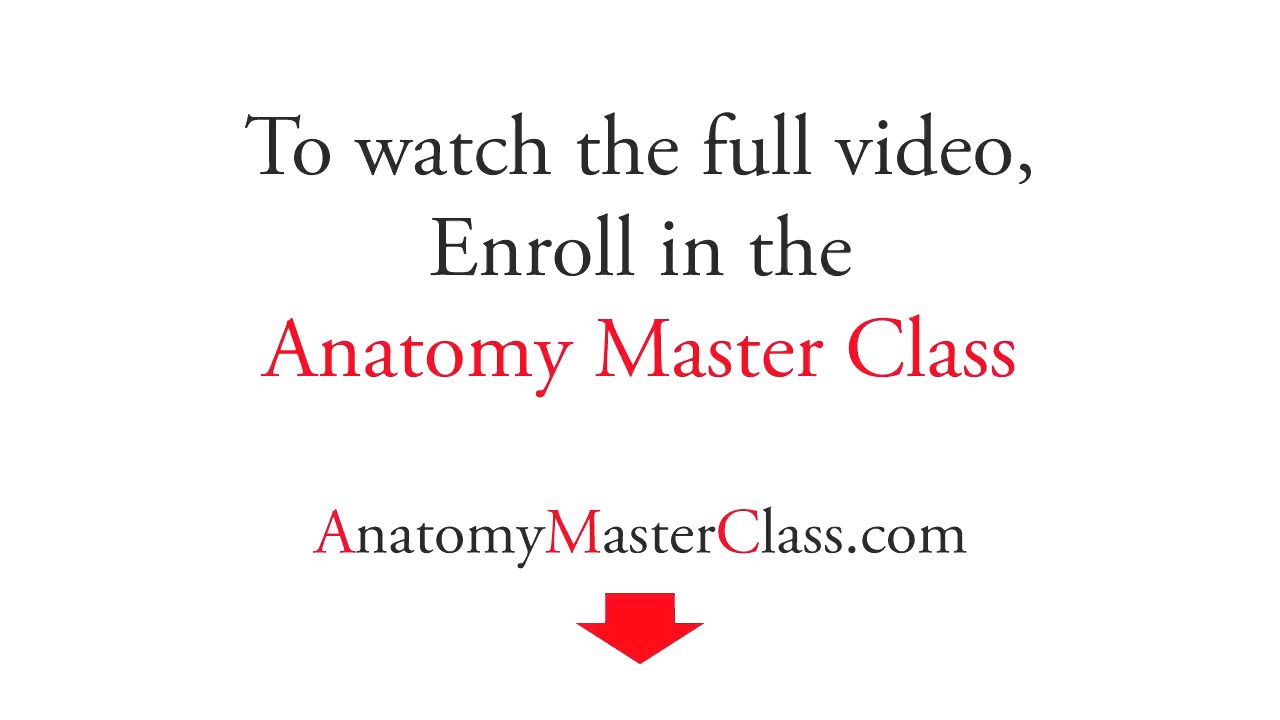 To watch the full video,
Enroll in the
Anatomy Master Class
AnatomyMasterClass.com